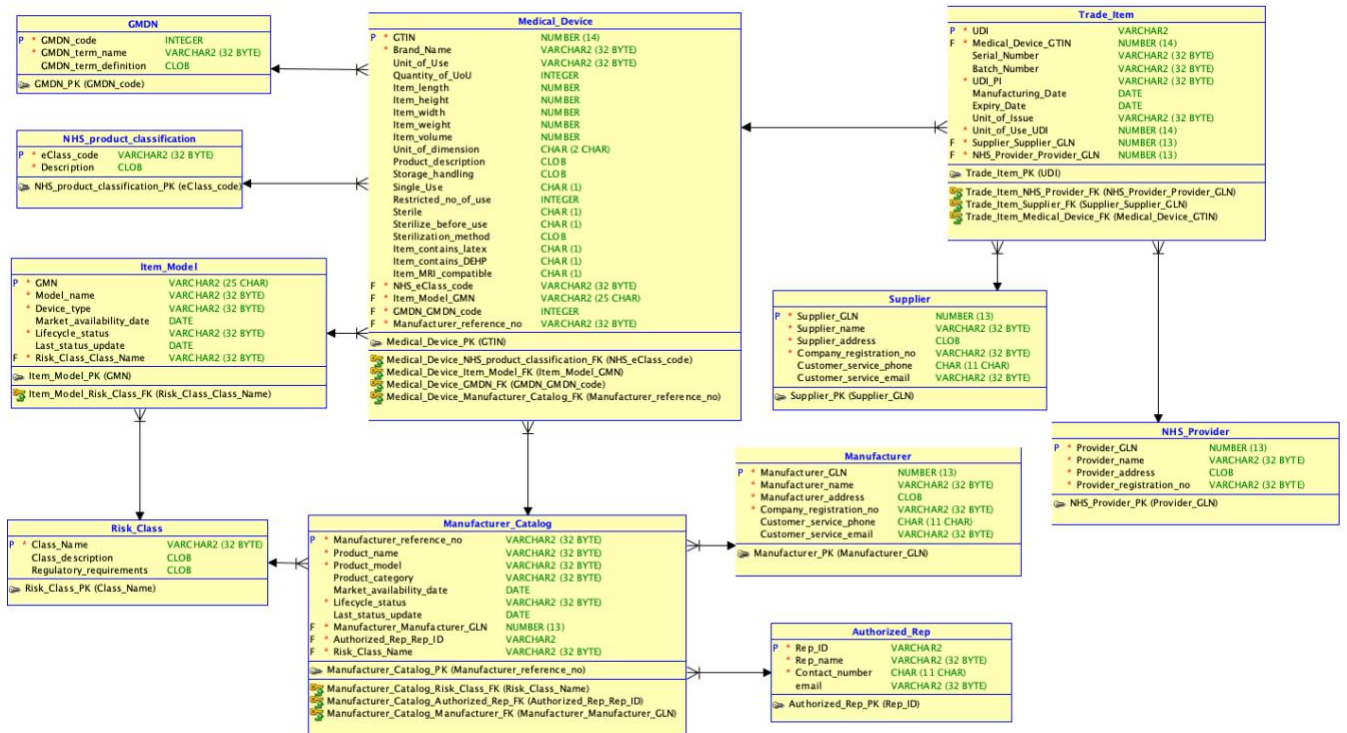 GMDN
P * GMDN_code INTEGER
* GMDN_term_name VARCHAR2 (32 BYTE)
GMDN_term_definition CLOB
GMDN_PK (GMDN_code)
NHS_product_classification
P * eClass_code VARCHAR2 (32 BYTE)
* Description CLOB
NHS_product_classification_PK (eClass_code)
Item_Model
P * GMN VARCHAR2 (25 CHAR)
* Model_name VARCHAR2 (32 BYTE)
* Device_type VARCHAR2 (32 BYTE)
Market_availability_date DATE
* Lifecycle_status VARCHAR2 (32 BYTE)
Last_status_update DATE
F * Risk_Class_Class_Name VARCHAR2 (32 BYTE)
Item_Model_PK (GMN)
Item_Model_Risk_Class_FK (Risk_Class_Class_Name)
Risk_Class
P * Class_Name VARCHAR2 (32 BYTE)
Class_description CLOB
Regulatory_requirements CLOB
Risk_Class_PK (Class_Name)
Medical_Device
P * GTIN NUMBER (14)
* Brand_Name VARCHAR2 (32 BYTE)
* Unit_of_Use VARCHAR2 (32 BYTE)
Quantity_of_UoU INTEGER
Item_length NUMBER
Item_height NUMBER
Item_width NUMBER
Item_weight NUMBER
Item_volume NUMBER
Unit_of_dimension CHAR (2 CHAR)
Product_description CLOB
Storage_handling CLOB
Single_Use CHAR (1)
Restricted_no_of_use INTEGER
Sterile CHAR (1)
Sterilize_before_use CHAR (1)
Sterilization_method CLOB
Item_contains_latex CHAR (1)
Item_contains_DEHP CHAR (1)
Item_MRI_compatible CHAR (1)
F * NHS_eClass_code VARCHAR2 (32 BYTE)
F * Item_Model_GMN VARCHAR2 (25 CHAR)
F * GMDN_GMDN_code INTEGER
F * Manufacturer_reference_no VARCHAR2 (32 BYTE)
Medical_Device_PK (GTIN)
Medical_Device_NHS_product_classification_FK (NHS_eClass_code)
Medical_Device_Item_Model_FK (Item_Model_GMN)
Medical_Device_GMDN_FK (GMDN_GMDN_code)
Medical_Device_Manufacturer_Catalog_FK (Manufacturer_reference_no)
Manufacturer_Catalog
P * Manufacturer_reference_no VARCHAR2 (32 BYTE)
* Product_name VARCHAR2 (32 BYTE)
* Product_model VARCHAR2 (32 BYTE)
Product_category VARCHAR2 (32 BYTE)
Market_availability_date DATE
* Lifecycle_status VARCHAR2 (32 BYTE)
Last_status_update DATE
F * Manufacturer_Manufacturer_GLN NUMBER (13)
F * Authorized_Rep_Rep_ID VARCHAR2
F * Risk_Class_Name VARCHAR2 (32 BYTE)
Manufacturer_Catalog_PK (Manufacturer_reference_no)
Manufacturer_Catalog_Risk_Class_FK (Risk_Class_Name)
Manufacturer_Catalog_Authorized_Rep_FK (Authorized_Rep_Rep_ID)
Manufacturer_Catalog_Manufacturer_FK (Manufacturer_Manufacturer_GLN)
Trade_Item
P * UDI VARCHAR2
F * Medical_Device_GTIN NUMBER (14)
Serial_Number VARCHAR2 (32 BYTE)
Batch_Number VARCHAR2 (32 BYTE)
* UDI_PI VARCHAR2 (32 BYTE)
Manufacturing_Date DATE
Expiry_Date DATE
Unit_of_Issue VARCHAR2 (32 BYTE)
* Unit_of_Use_UDI NUMBER (14)
F * Supplier_Supplier_GLN NUMBER (13)
F * NHS_Provider_Provider_GLN NUMBER (13)
Trade_Item_PK (UDI)
Trade_Item_NHS_Provider_FK (NHS_Provider_Provider_GLN)
Trade_Item_Supplier_FK (Supplier_Supplier_GLN)
Trade_Item_Medical_Device_FK (Medical_Device_GTIN)
Supplier
P * Supplier_GLN NUMBER (13)
* Supplier_name VARCHAR2 (32 BYTE)
* Supplier_address CLOB
* Company_registration_no VARCHAR2 (32 BYTE)
Customer_service_phone CHAR (11 CHAR)
Customer_service_email VARCHAR2 (32 BYTE)
Supplier_PK (Supplier_GLN)
NHS_Provider
P * Provider_GLN NUMBER (13)
* Provider_name VARCHAR2 (32 BYTE)
* Provider_address CLOB
* Provider_registration_no VARCHAR2 (32 BYTE)
NHS_Provider_PK (Provider_GLN)
Manufacturer
P * Manufacturer_GLN NUMBER (13)
* Manufacturer_name VARCHAR2 (32 BYTE)
* Manufacturer_address CLOB
* Company_registration_no VARCHAR2 (32 BYTE)
Customer_service_phone CHAR (11 CHAR)
Customer_service_email VARCHAR2 (32 BYTE)
Manufacturer_PK (Manufacturer_GLN)
Authorized_Rep
P * Rep_ID VARCHAR2
* Rep_name VARCHAR2 (32 BYTE)
* Contact_number CHAR (11 CHAR)
email VARCHAR2 (32 BYTE)
Authorized_Rep_PK (Rep_ID)